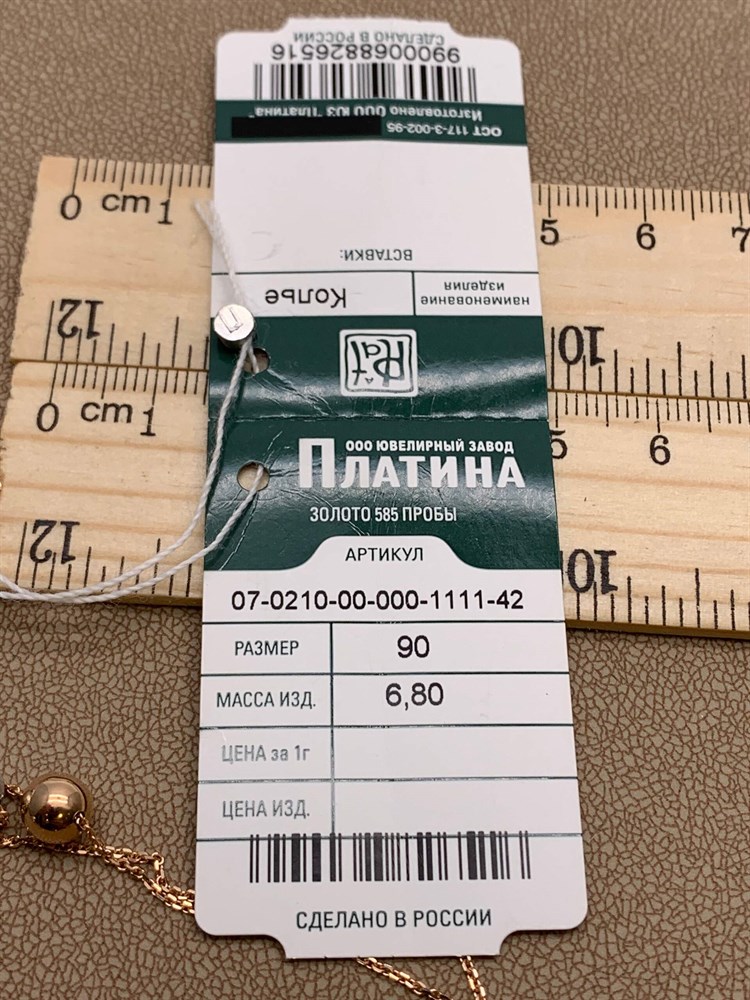 СДЕЛАНО В РОССИИ
9900068826516
Изготовлено ООО ЮЗ "Платина"
ОСТ 117-3-002-95
ВСТАВКИ:
наименование
изделия
Колье
0 cm 1
5 6 7
12
10
Plat
0 cm 1
5 6
12
10
ООО ЮВЕЛИРНЫЙ ЗАВОД
ПЛАТИНА
ЗОЛОТО 585 ПРОБЫ
АРТИКУЛ
07-0210-00-000-1111-42
РАЗМЕР 90
МАССА ИЗД. 6,80
ЦЕНА за 1г
ЦЕНА ИЗД.
СДЕЛАНО В РОССИИ